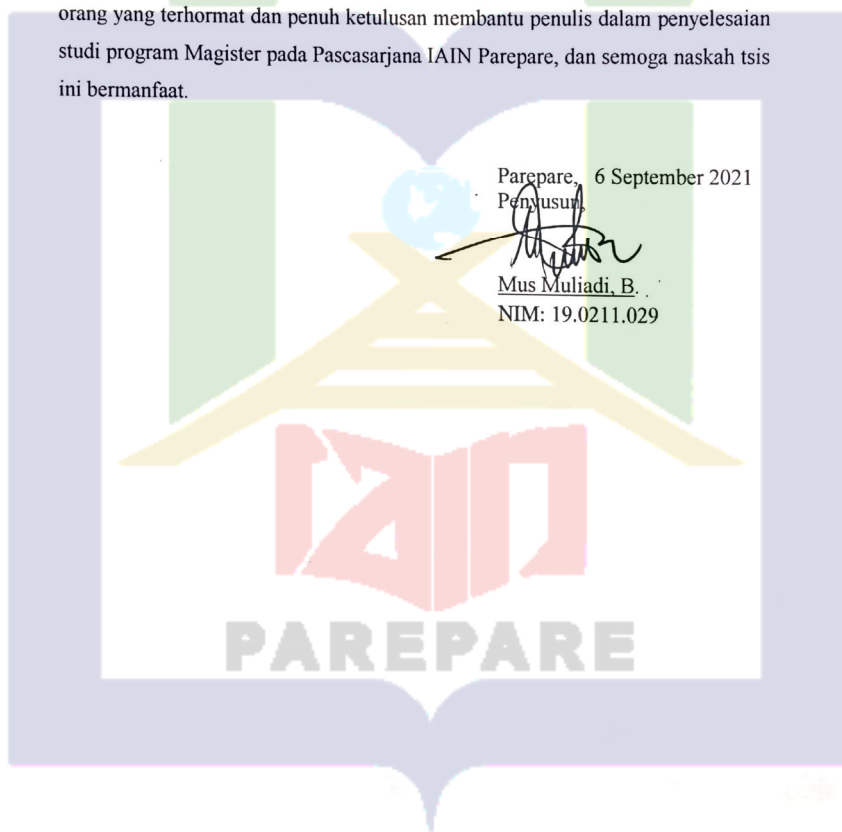 orang yang terhormat dan penuh ketulusan membantu penulis dalam penyelesaian
studi program Magister pada Pascasarjana IAIN Parepare, dan semoga naskah tsis
ini bermanfaat.
Parepare, 6 September 2021
Penyusun,
Mus Muliadi, B.
NIM: 19.0211.029
IAIN
PAREPARE